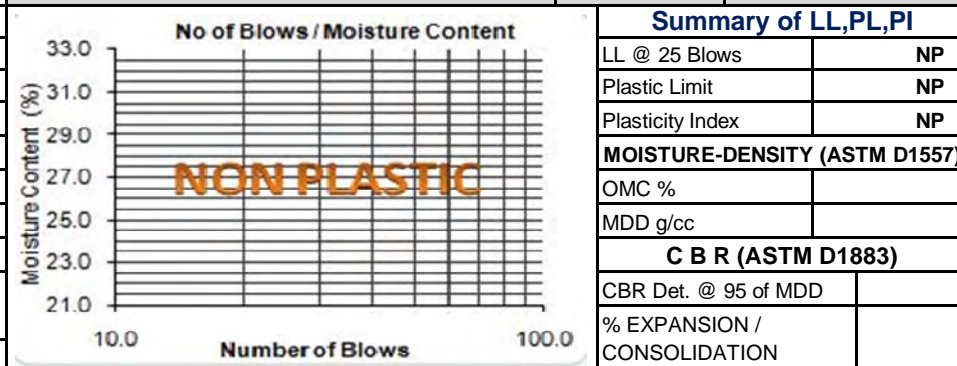 No of Blows / Moisture Content
33.0
31.0
29.0
27.0
25.0
23.0
21.0
Moisture Content (%)
NON PLASTIC
10.0
100.0
Number of Blows
Summary of LL,PL,PI
LL @ 25 Blows NP
Plastic Limit NP
Plasticity Index NP
MOISTURE-DENSITY (ASTM D1557)
OMC %
MDD g/cc
C B R (ASTM D1883)
CBR Det. @ 95 of MDD
% EXPANSION /
CONSOLIDATION